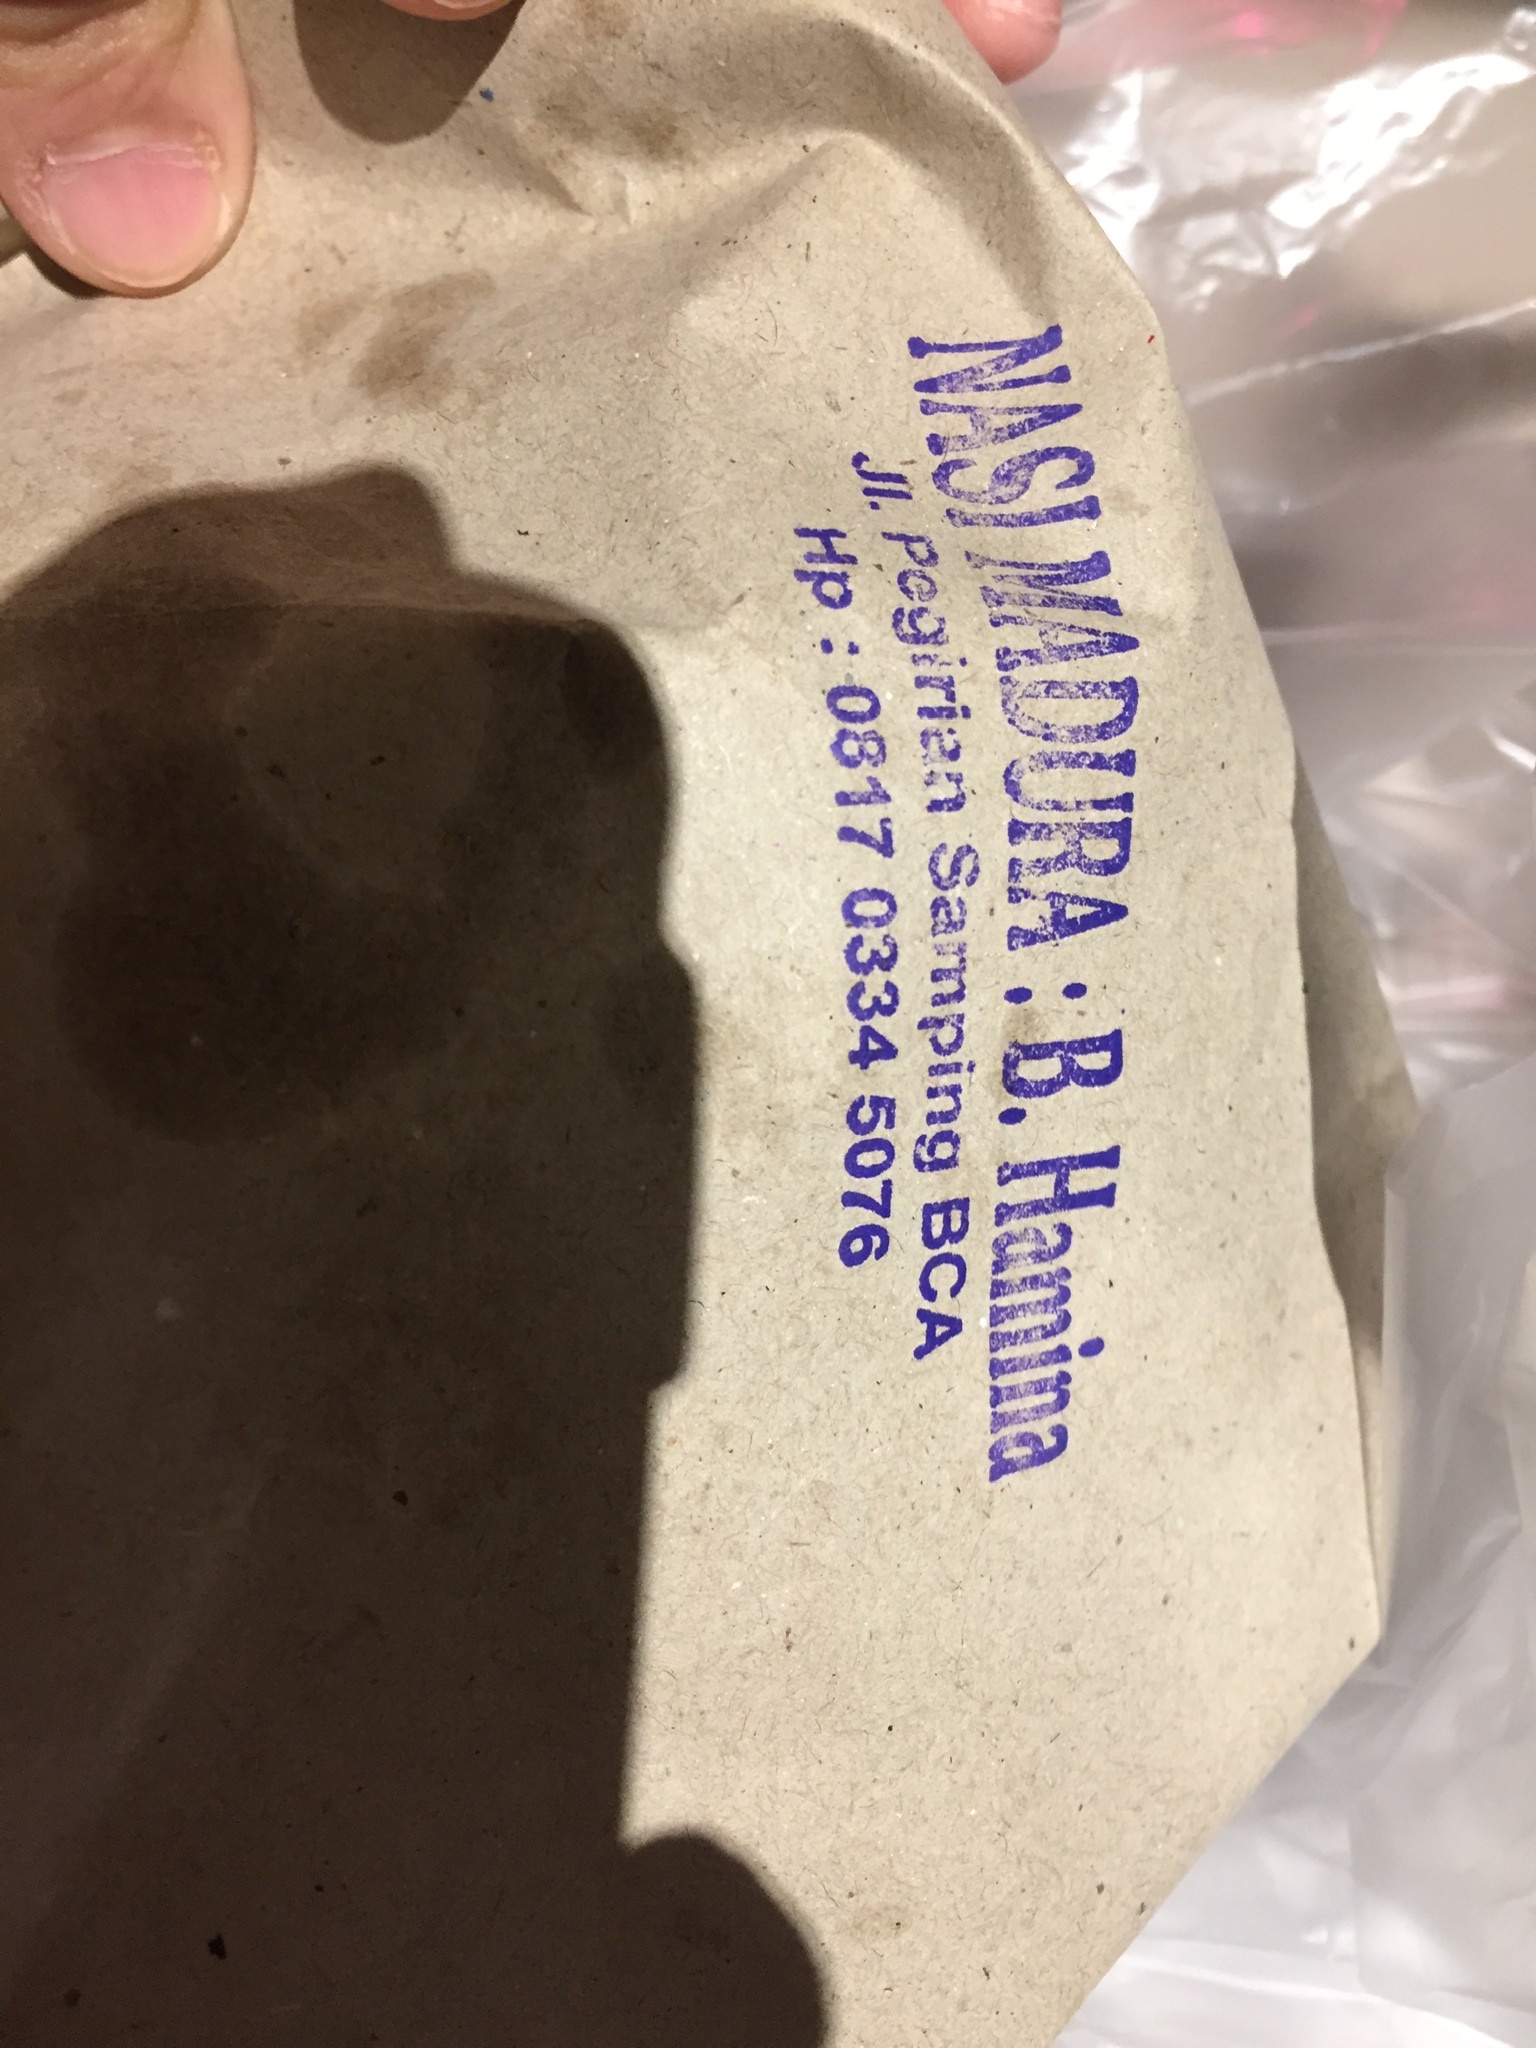 NASI MADURA : B. Hamina
Jl. Pegirian Samping BCA
Hp : 0817 0334 5076